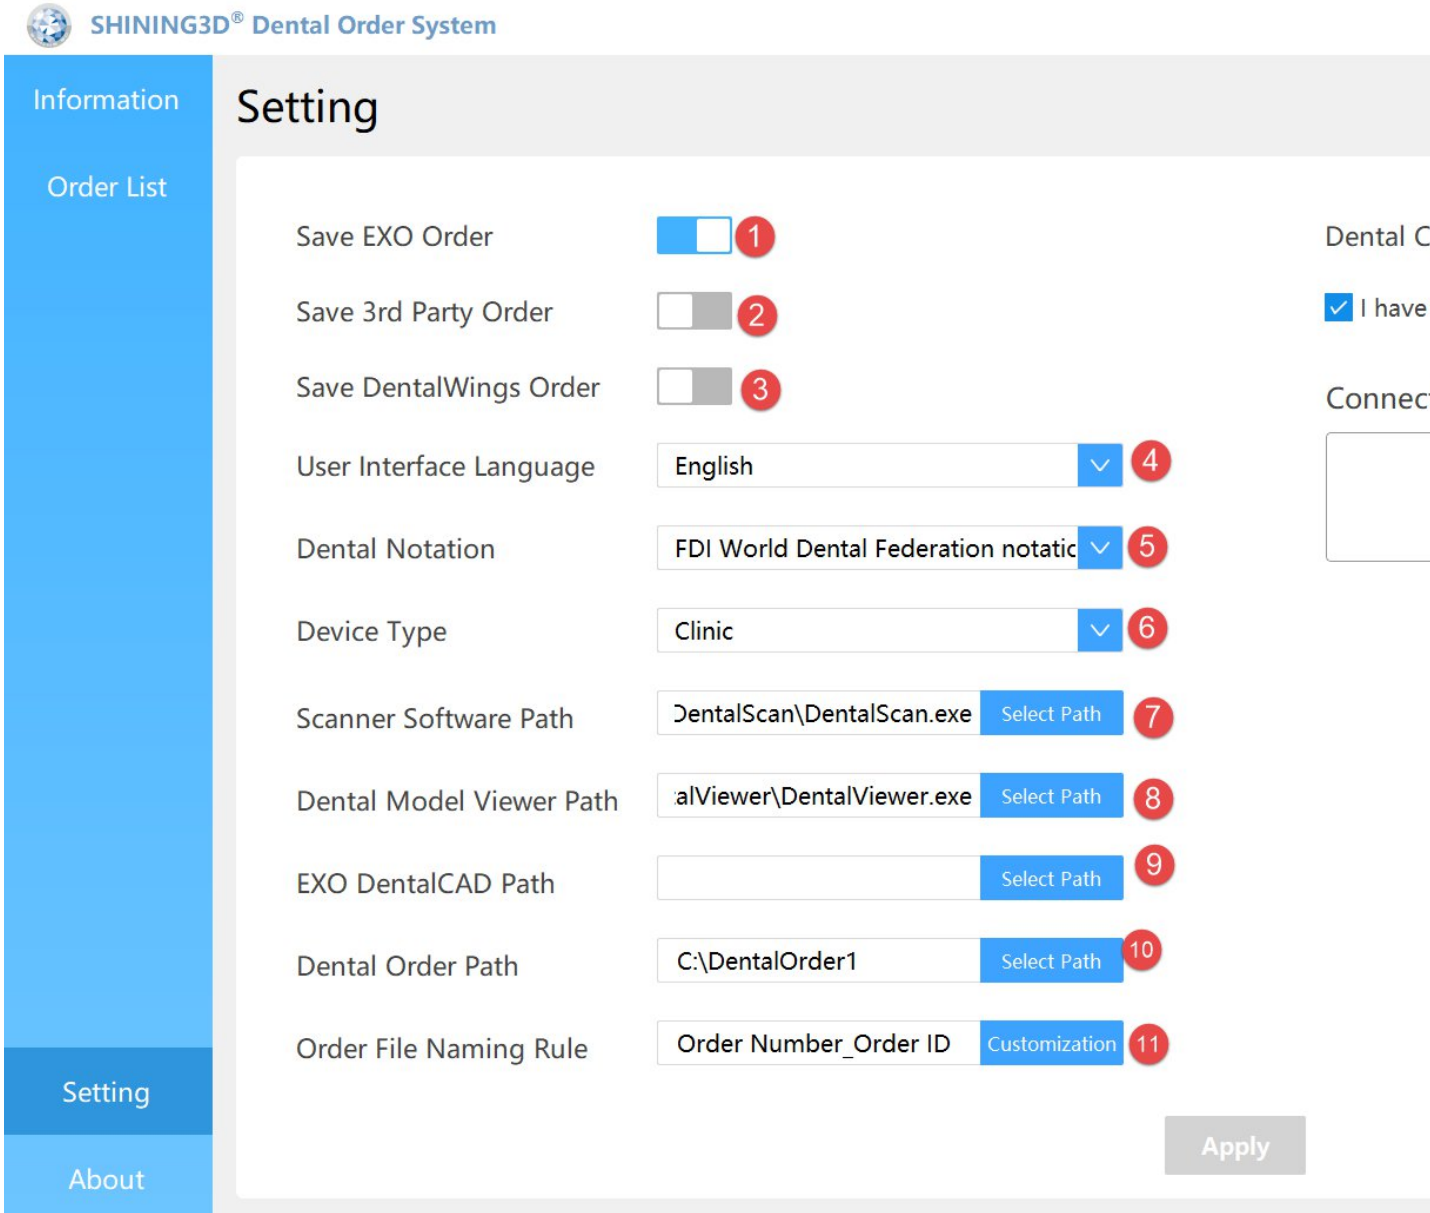 SHINING3D® Dental Order System
Information
Order List
Setting
About
Setting
Save EXO Order 1
Save 3rd Party Order 2
Save DentalWings Order 3
User Interface Language English 4
Dental Notation FDI World Dental Federation notatic 5
Device Type Clinic 6
Scanner Software Path DentalScan\DentalScan.exe Select Path 7
Dental Model Viewer Path alViewer\DentalViewer.exe Select Path 8
EXO DentalCAD Path Select Path 9
Dental Order Path C:\DentalOrder1 Select Path 10
Order File Naming Rule Order Number_Order ID Customization 11
Apply
Dental C
I have
Connect